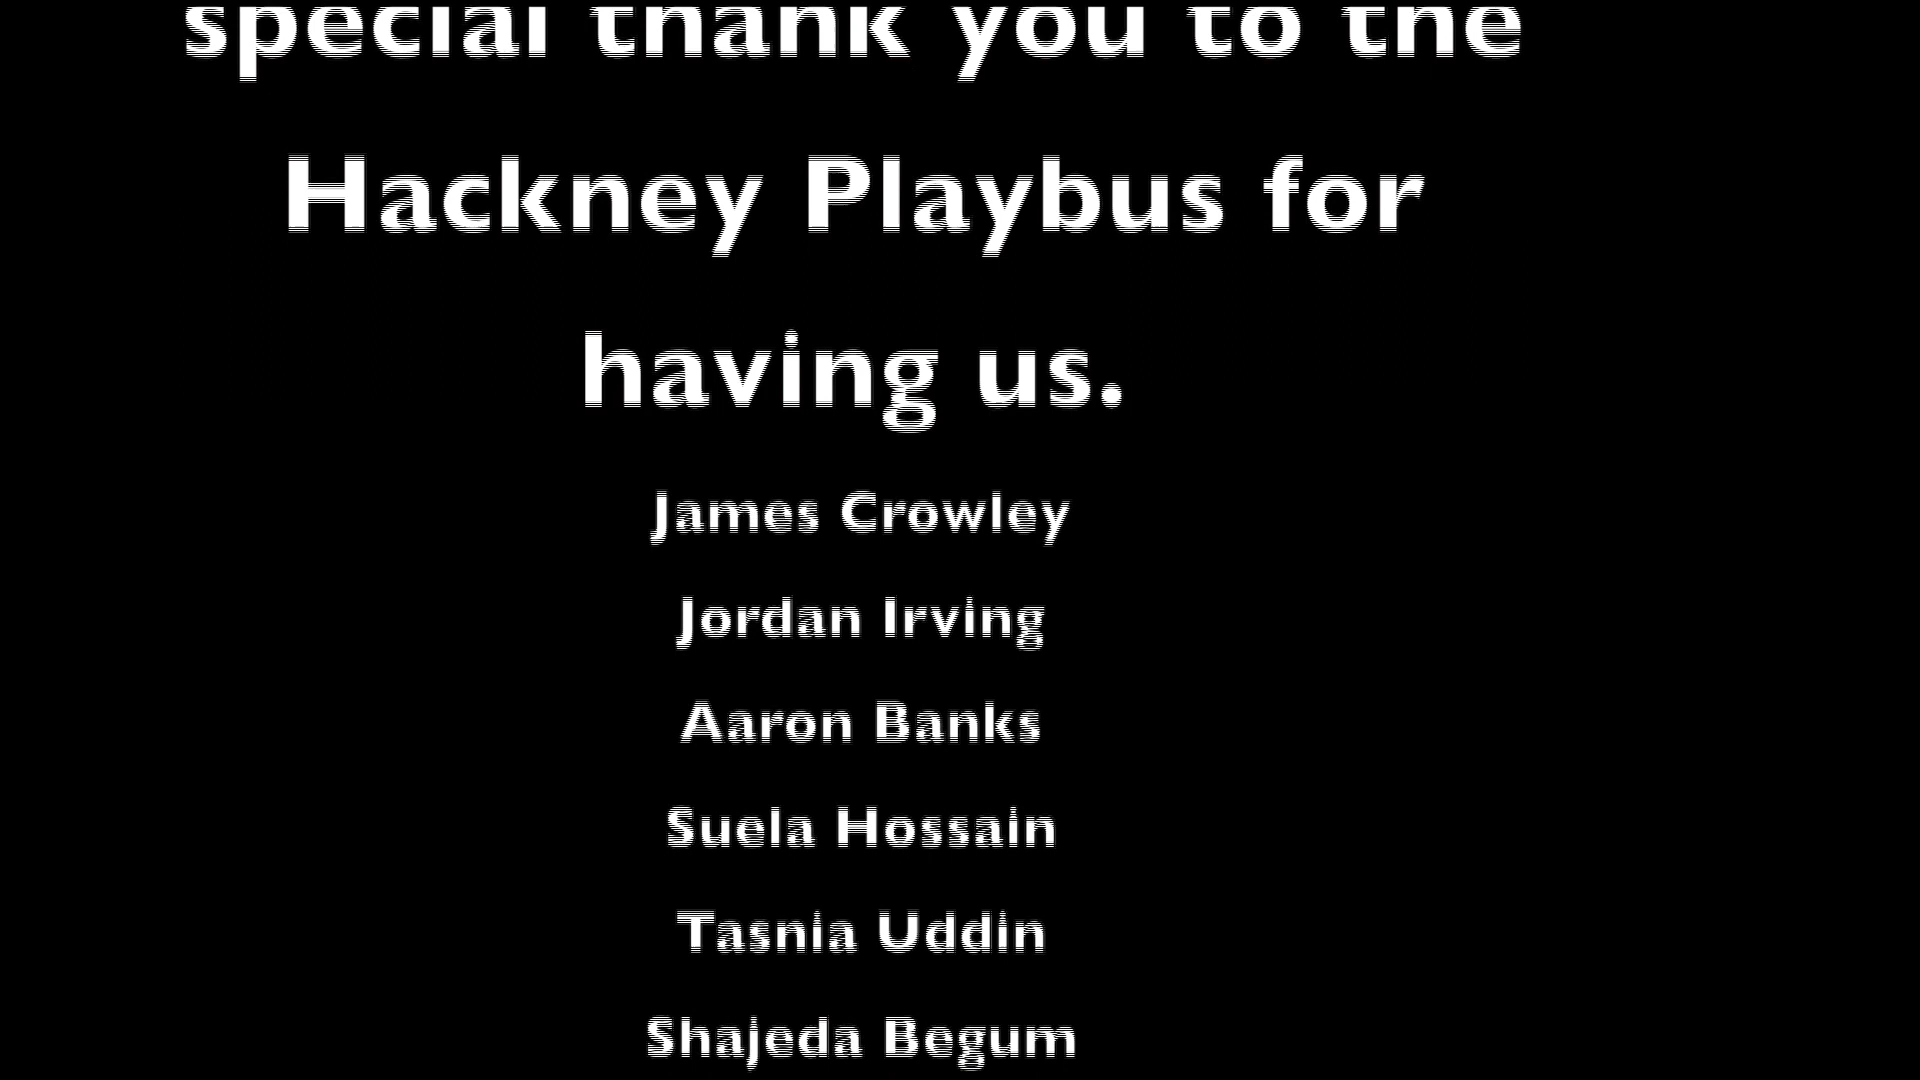 special thank you to the
Hackney Playbus for
having us.
James Crowley
Jordan Irving
Aaron Banks
Suela Hossain
Tasnia Uddin
Shajeda Begum